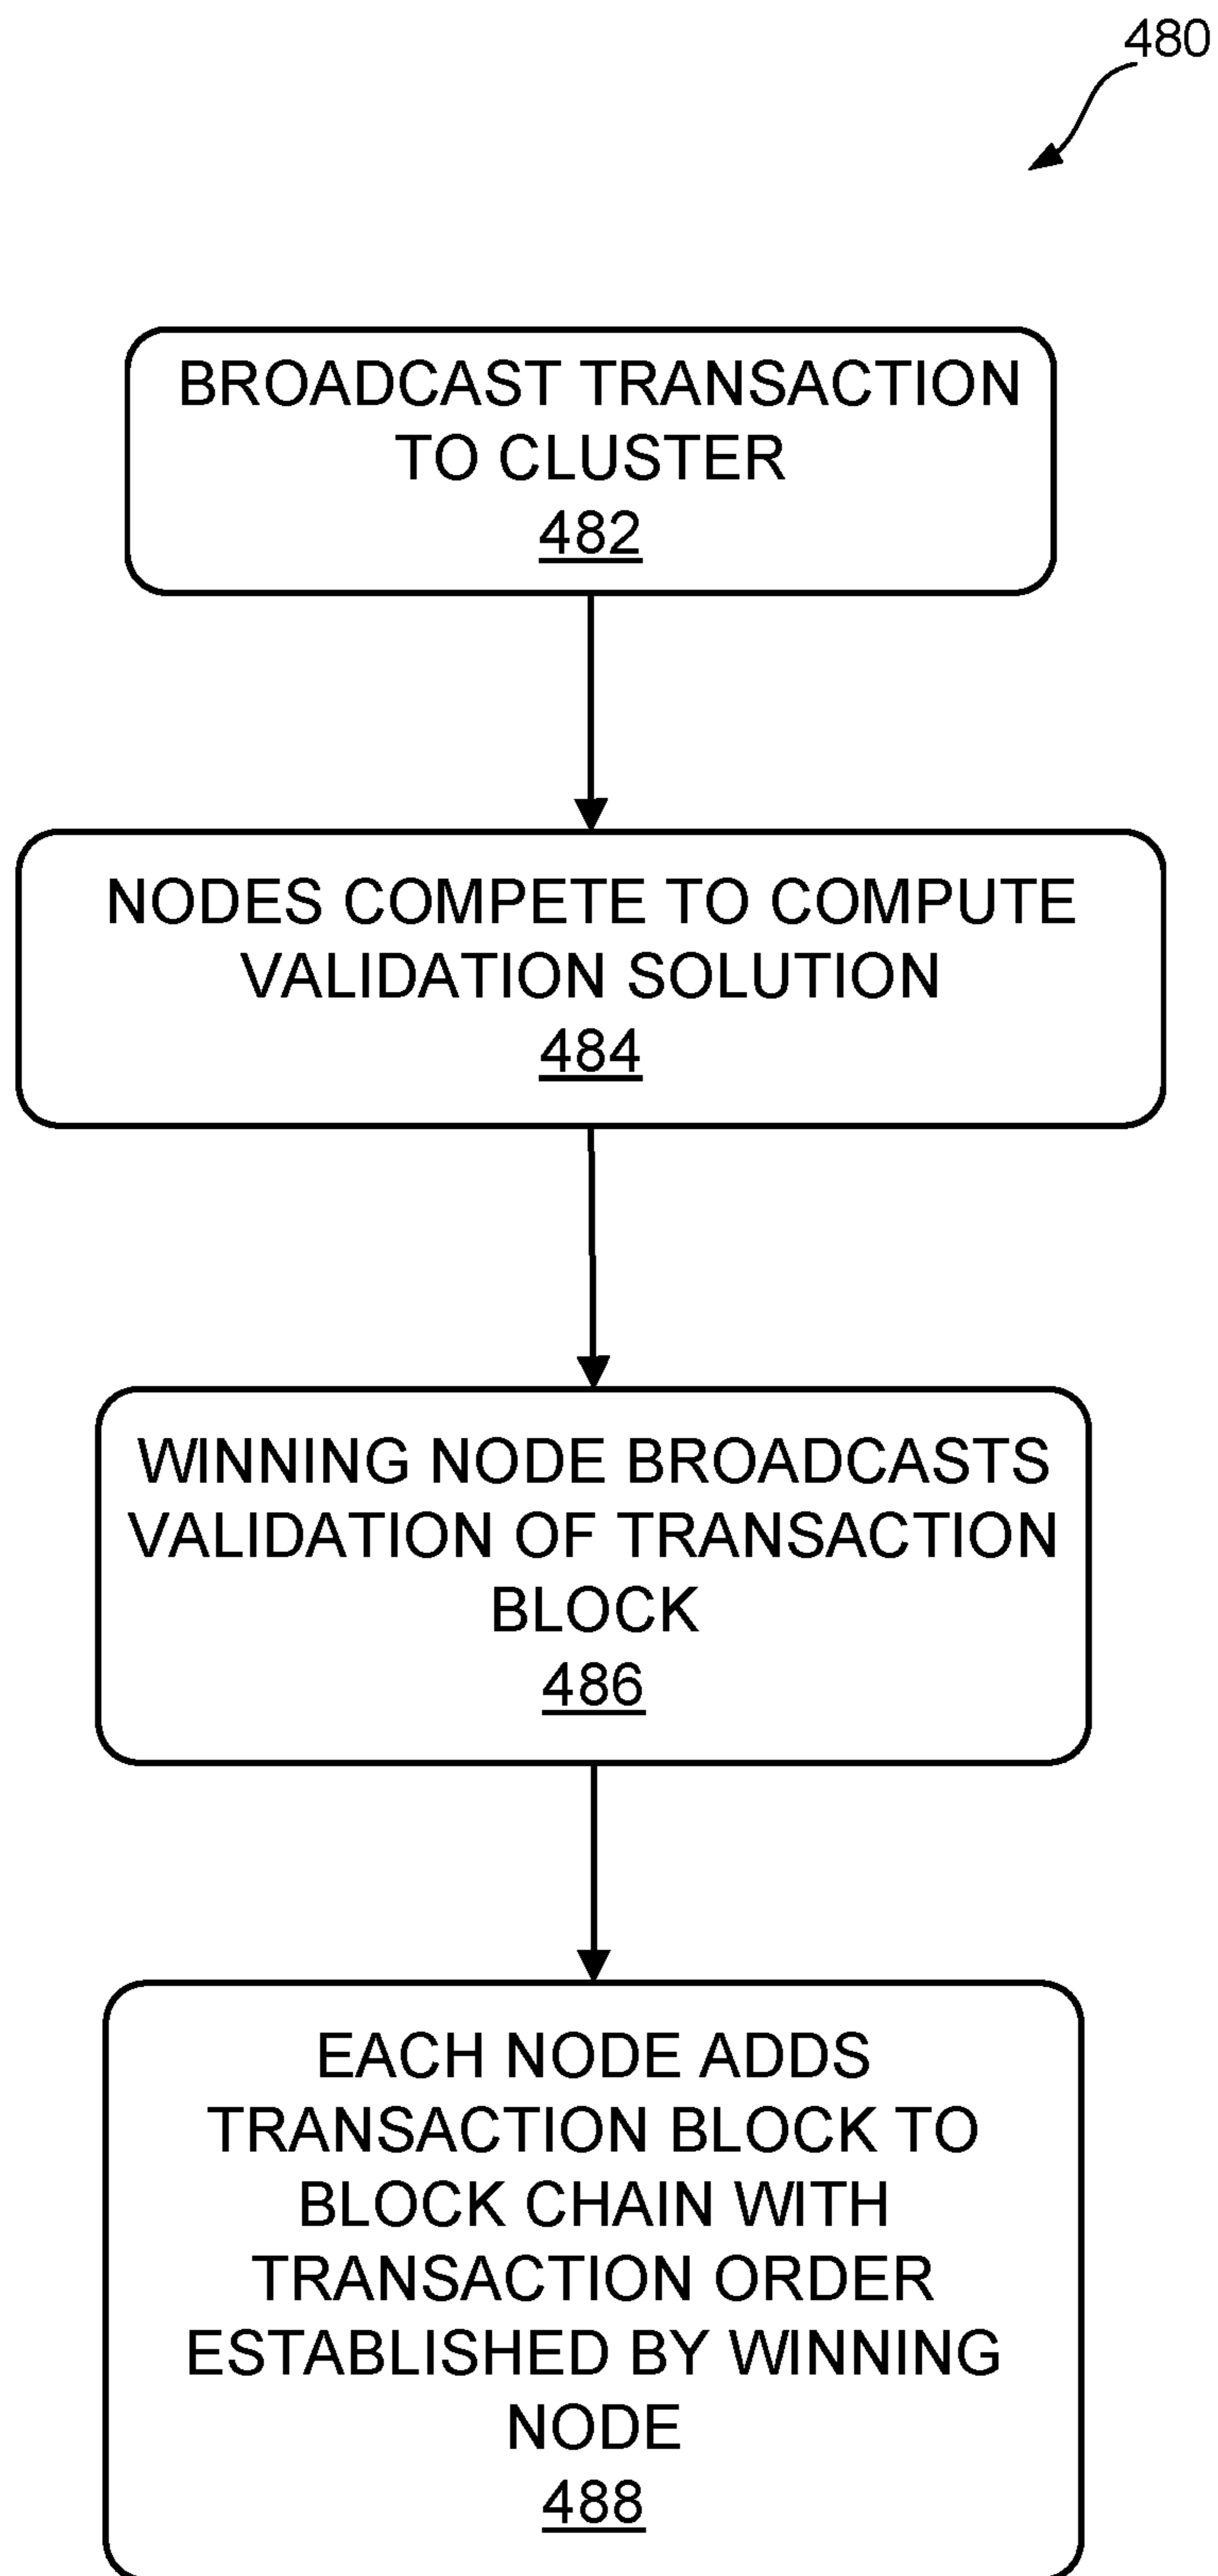 480
BROADCAST TRANSACTION
TO CLUSTER
482
NODES COMPETE TO COMPUTE
VALIDATION SOLUTION
484
WINNING NODE BROADCASTS
VALIDATION OF TRANSACTION
BLOCK
486
EACH NODE ADDS
TRANSACTION BLOCK TO
BLOCK CHAIN WITH
TRANSACTION ORDER
ESTABLISHED BY WINNING
NODE
488